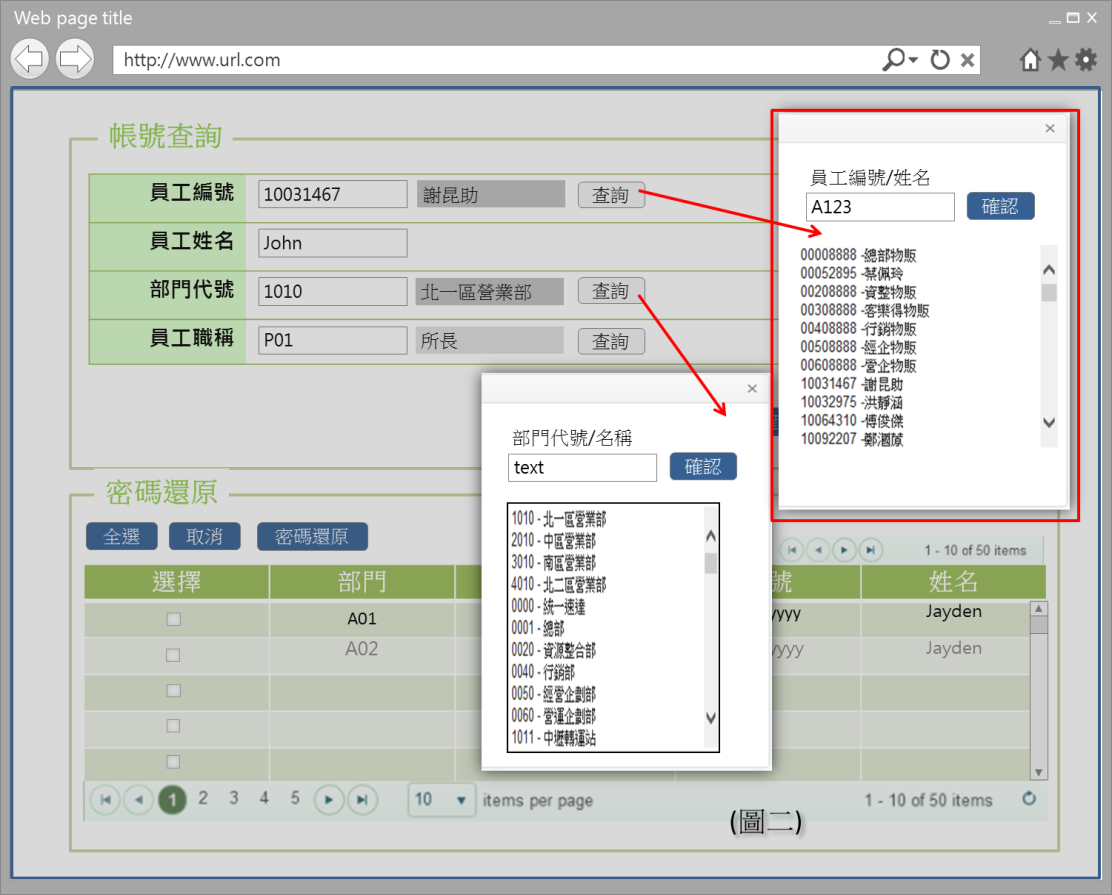 Web page title
http://www.url.com
帳號查詢
員工編號 10031467 謝昆助 查詢
員工姓名 John
部門代號 1010 北一區營業部 查詢
員工職稱 P01 所長 查詢
員工編號/姓名
A123 確認
00008888 -總部物販
00052895 -蔡佩玲
00208888 -資整物販
00308888 -客樂得物販
00408888 -行銷物販
00508888 -經企物販
00608888 -營企物販
10031467 -謝昆助
10032975 -洪靜涵
10064310 -傅俊傑
10092207 -鄭
部門代號/名稱
text 確認
1010 - 北一區營業部
2010 - 中區營業部
3010 - 南區營業部
4010 - 北二區營業部
0000 - 統一速達
0001 - 總部
0020 - 資源整合部
0040 - 行銷部
0050 - 經營企劃部
0060 - 營運企劃部
1011 - 中壢轉運站
密碼還原
全選 取消 密碼還原
1 - 10 of 50 items
選擇 部門 號 姓名
A01 yyyy Jayden
A02 yyyy Jayden
1 2 3 4 5 10 items per page 1 - 10 of 50 items
(圖二)